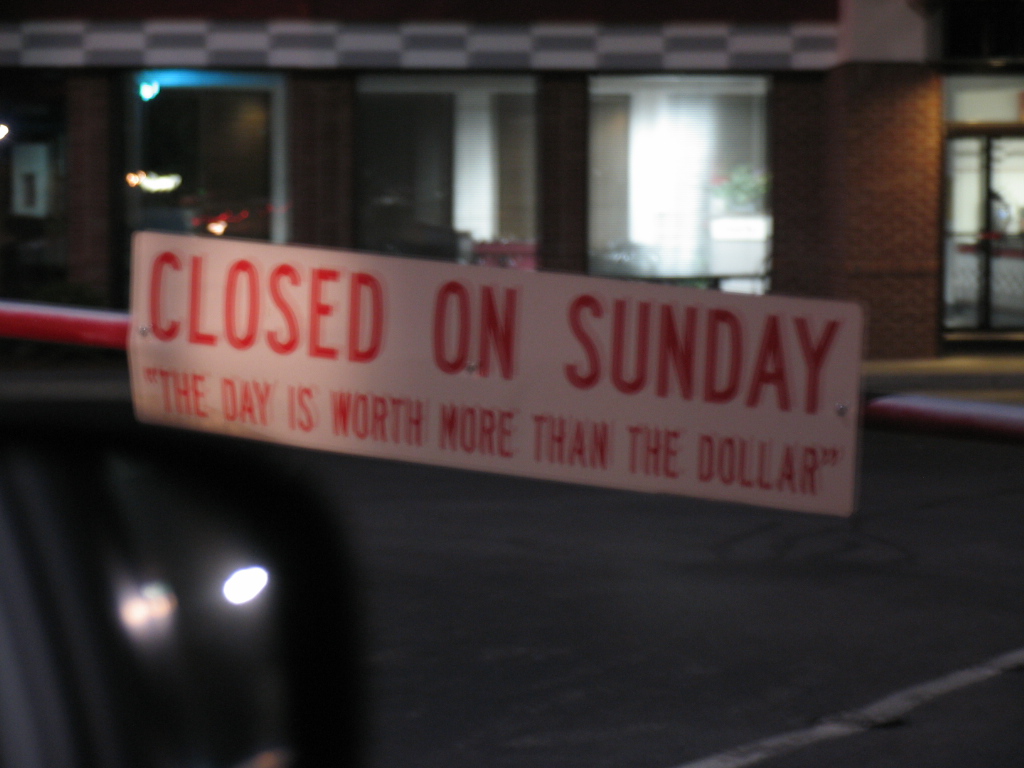 CLOSED ON SUNDAY
"THE DAY IS WORTH MORE THAN THE DOLLAR"